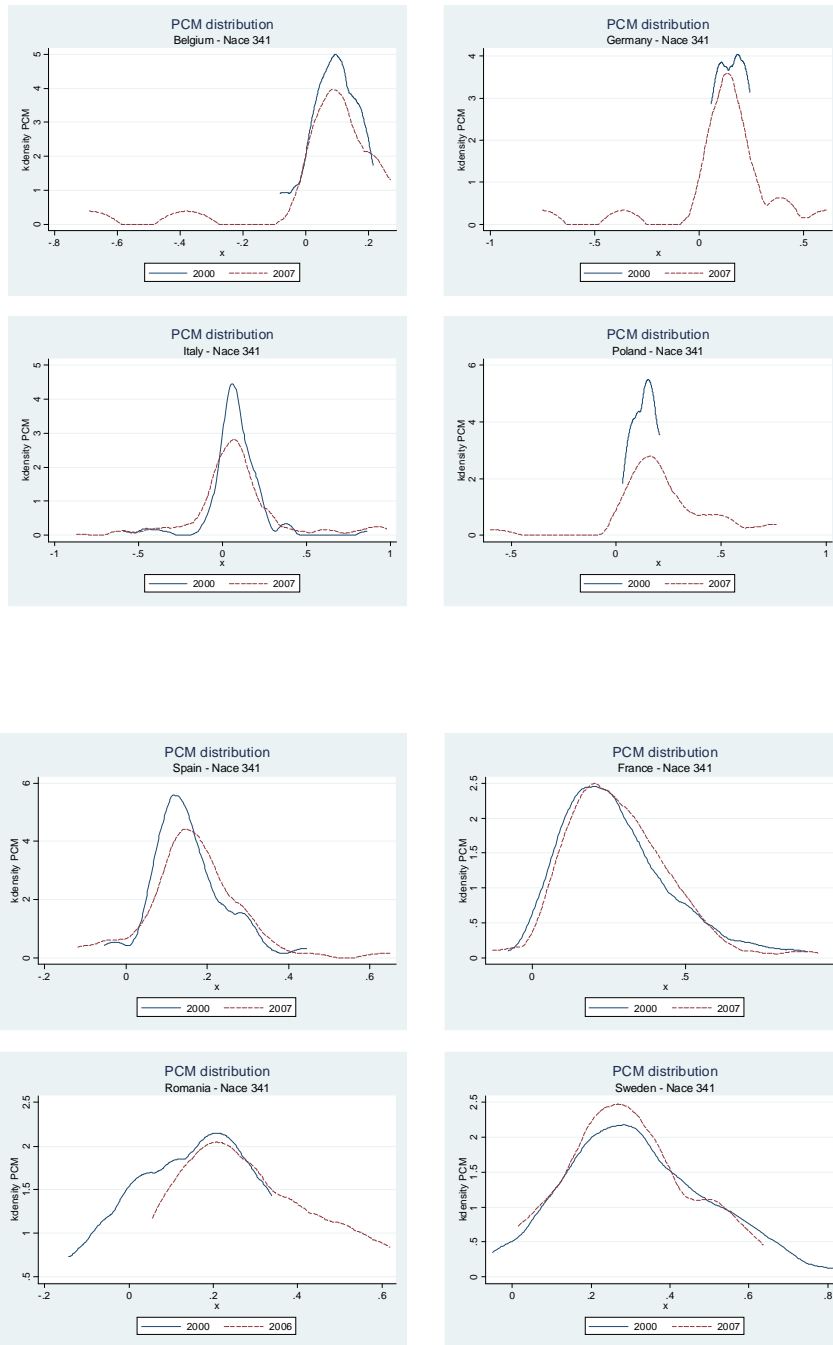 PCM distribution
Belgium - Nace 341
kdensity PCM
0 1 2 3 4 5
-.8 -.6 -.4 -.2 0 .2
x
2000 2007
PCM distribution
Germany - Nace 341
kdensity PCM
0 1 2 3 4
-1 -.5 0 .5
x
2000 2007
PCM distribution
Italy - Nace 341
kdensity PCM
0 1 2 3 4 5
-1 -.5 0 .5 1
x
2000 2007
PCM distribution
Poland - Nace 341
kdensity PCM
0 2 4 6
-.5 0 .5 1
x
2000 2007
PCM distribution
Spain - Nace 341
kdensity PCM
0 2 4 6
-.2 0 .2 .4 .6
x
2000 2007
PCM distribution
France - Nace 341
kdensity PCM
0 .5 1 1.5 2 2.5
0 .5
x
2000 2007
PCM distribution
Romania - Nace 341
kdensity PCM
.5 1 1.5 2 2.5
-.2 0 .2 .4 .6
x
2000 2006
PCM distribution
Sweden - Nace 341
kdensity PCM
0 .5 1 1.5 2 2.5
0 .2 .4 .6 .8
x
2000 2007